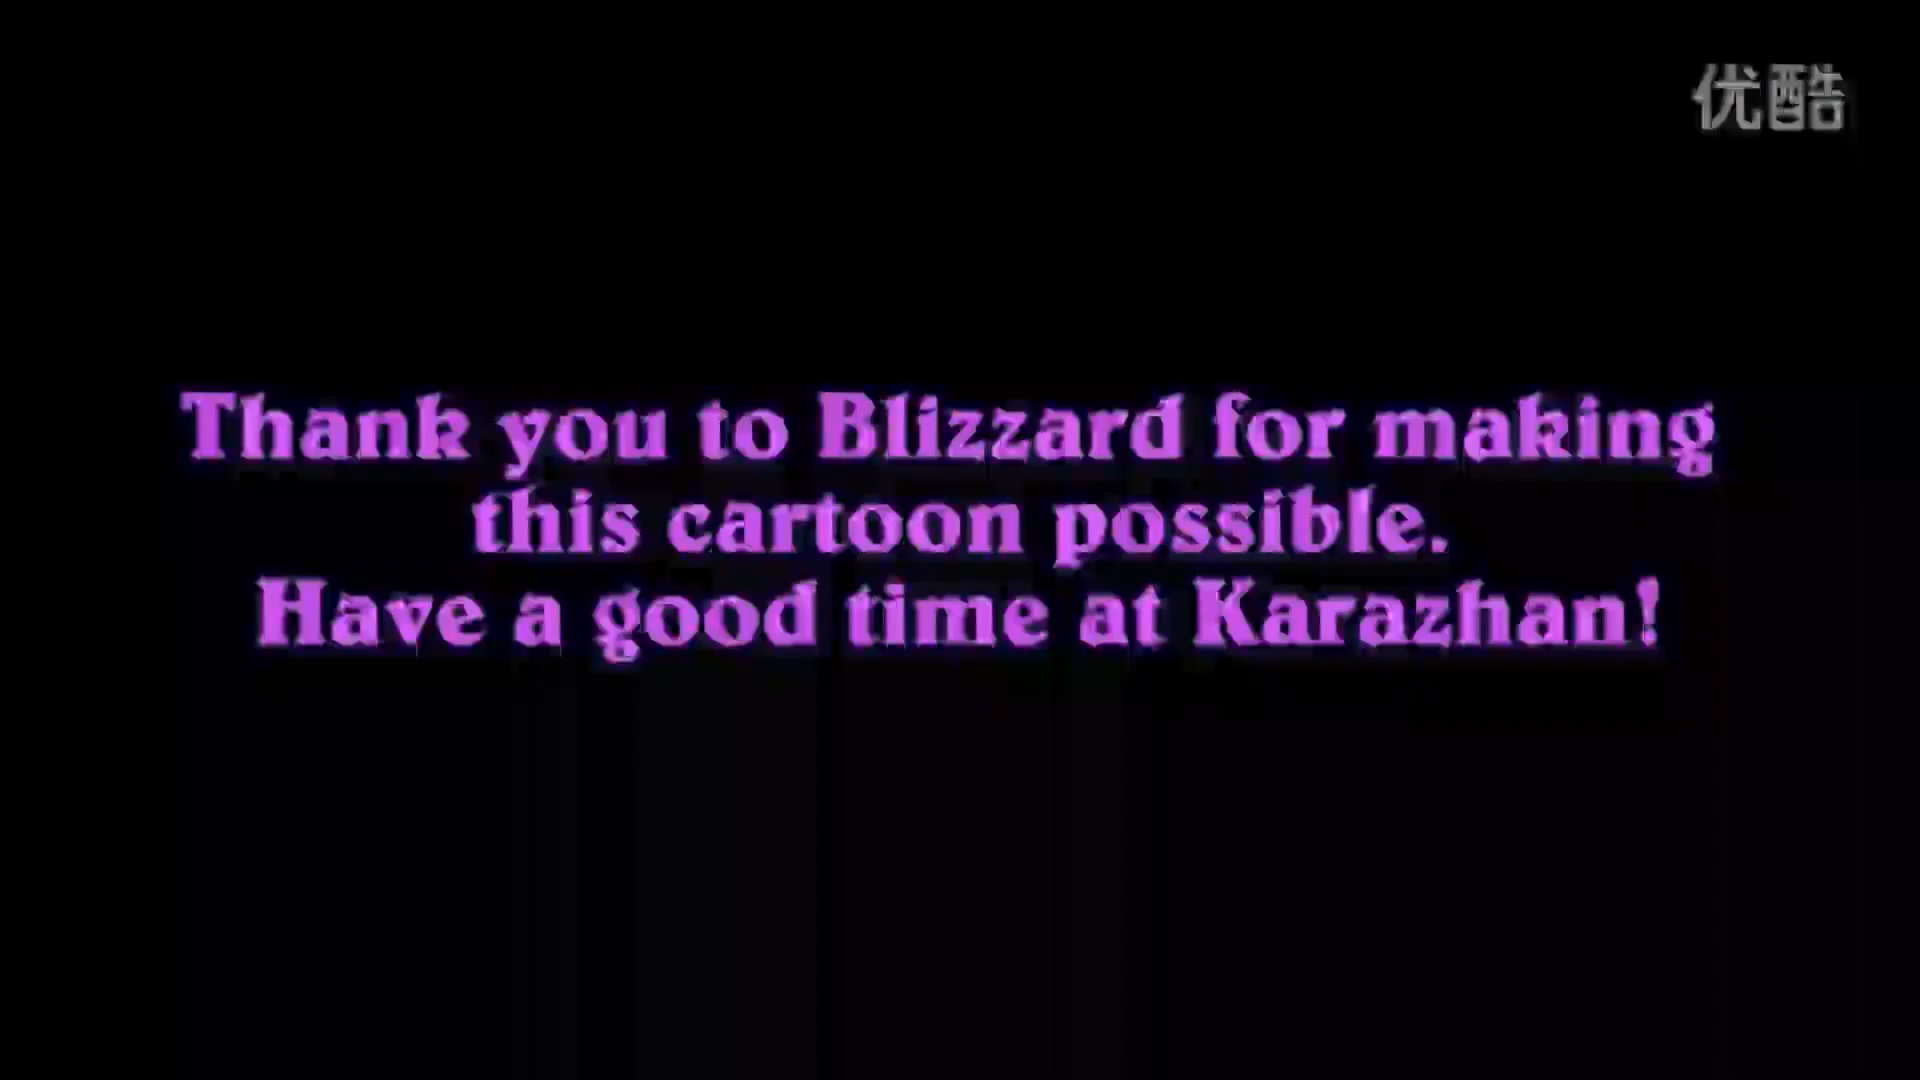 优酷
Thank you to Blizzard for making
this cartoon possible.
Have a good time at Karazhan!